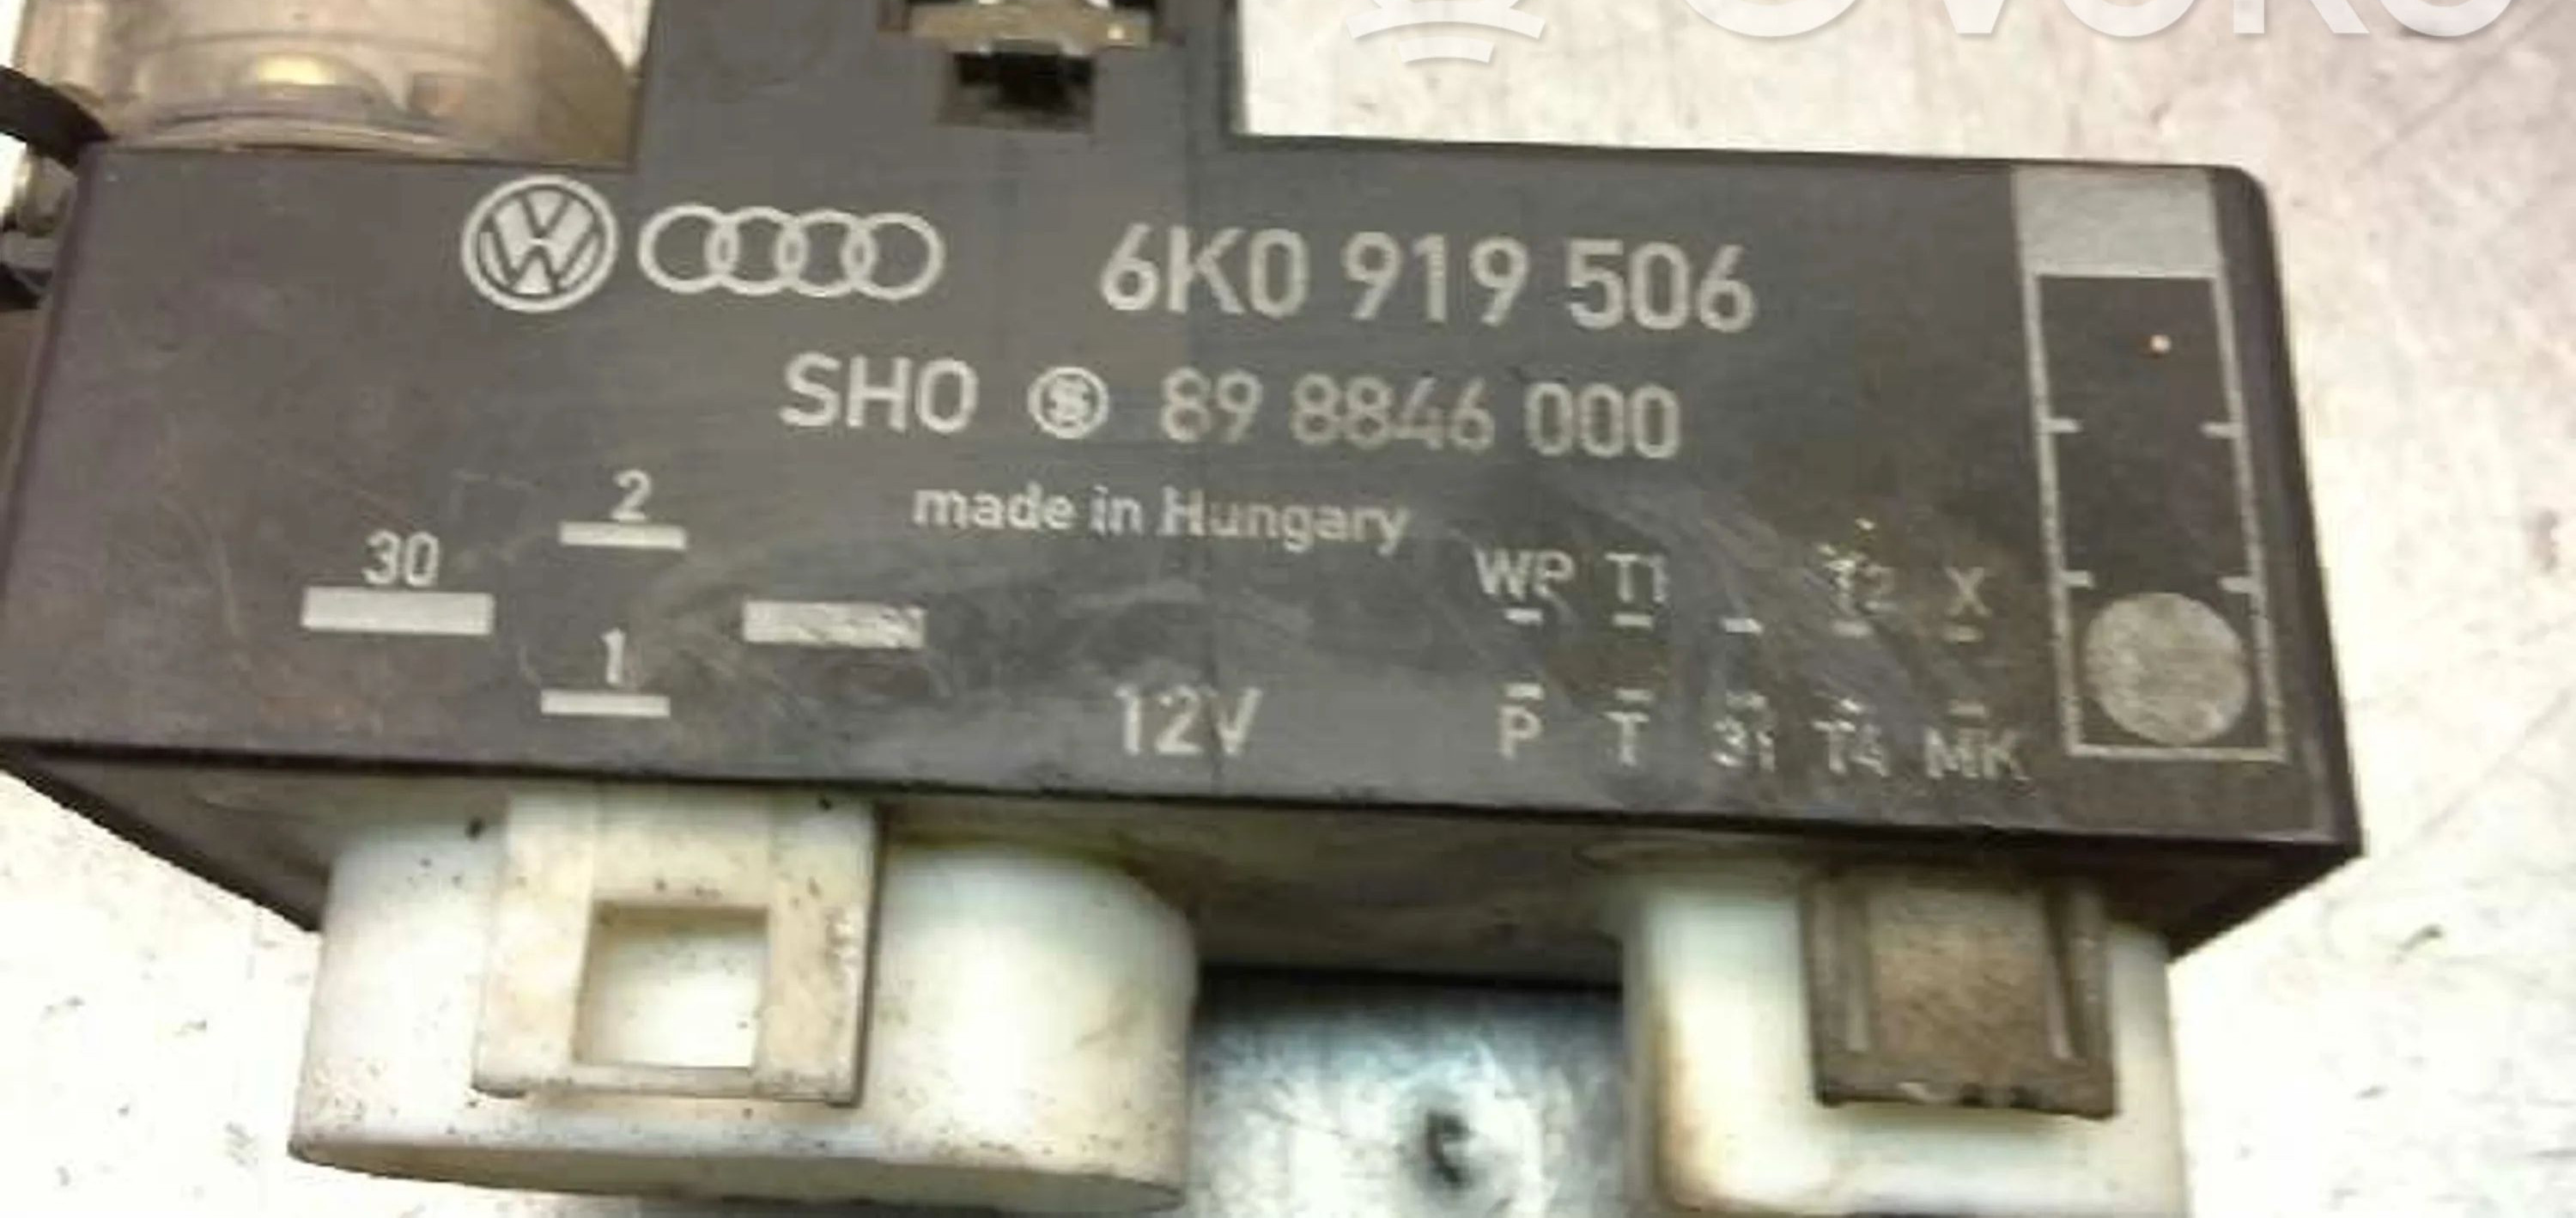 6K0 919 506
SHO 89 8846 000
made in Hungary
2
30
1
12V
WP T1 T2 X
P T 31 T4 MK